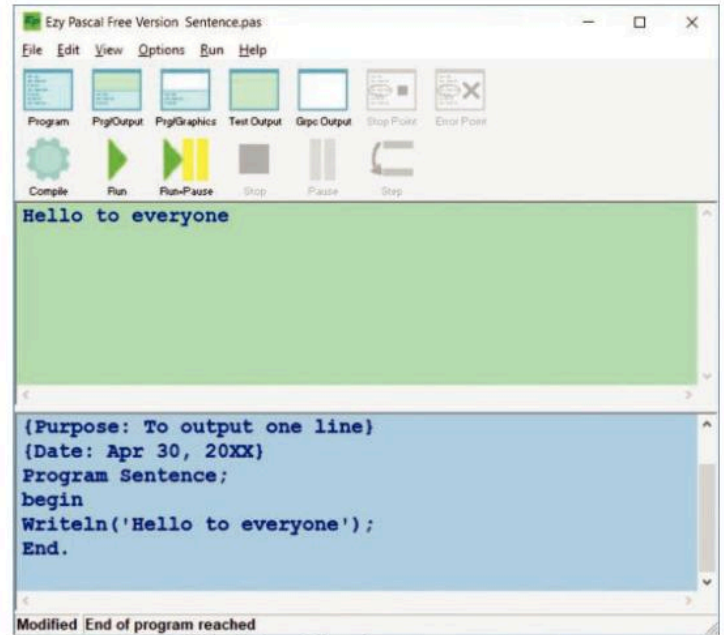 Ezy Pascal Free Version Sentence.pas
File Edit View Options Run Help
Program Prg/Output Prg/Graphics Text Output Grpc Output Stop Point Error Point
Compile Run Run+Pause Stop Pause Step
Hello to everyone
{Purpose: To output one line}
{Date: Apr 30, 20XX}
Program Sentence;
begin
Writeln('Hello to everyone');
End.
Modified End of program reached